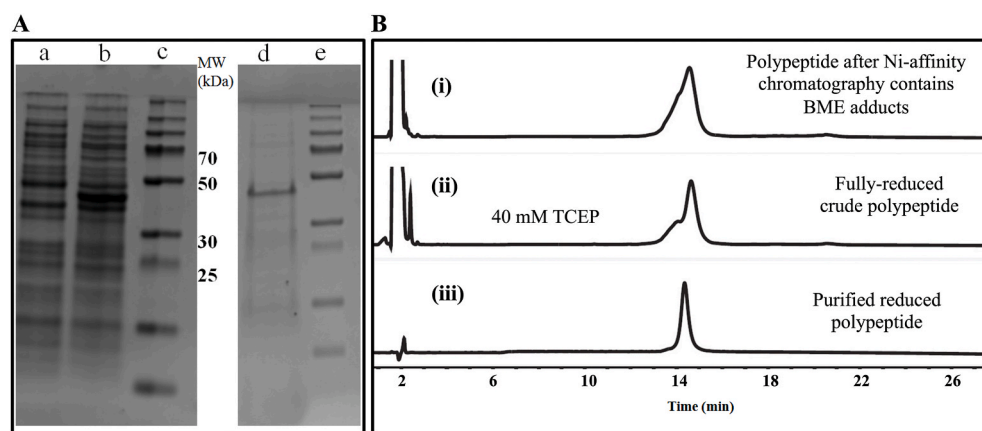 A
B
a b c
MW
(kDa)
d e
70
50
30
25
(i)
Polypeptide after Ni-affinity
chromatography contains
BME adducts
(ii)
40 mM TCEP
Fully-reduced
crude polypeptide
(iii)
Purified reduced
polypeptide
2 6 10 14 18 22 26
Time (min)